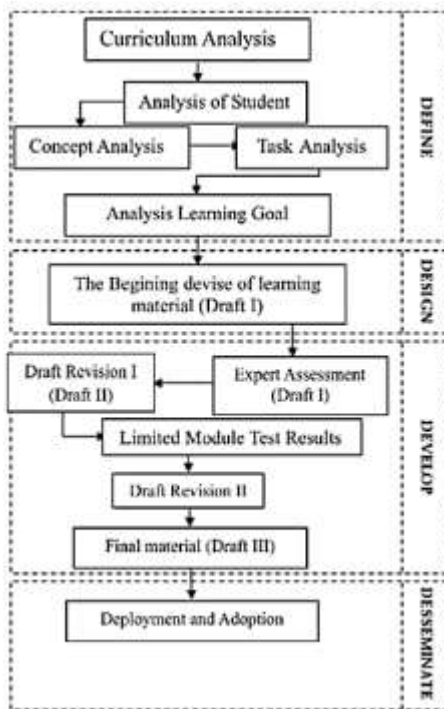 Curriculum Analysis
Analysis of Student
Concept Analysis
Task Analysis
Analysis Learning Goal
DEFINE
The Begining devise of learning
material (Draft I)
DESIGN
Draft Revision I
(Draft II)
Expert Assessment
(Draft I)
Limited Module Test Results
Draft Revision II
Final material (Draft III)
DEVELOP
Deployment and Adoption
DESSEMINATE